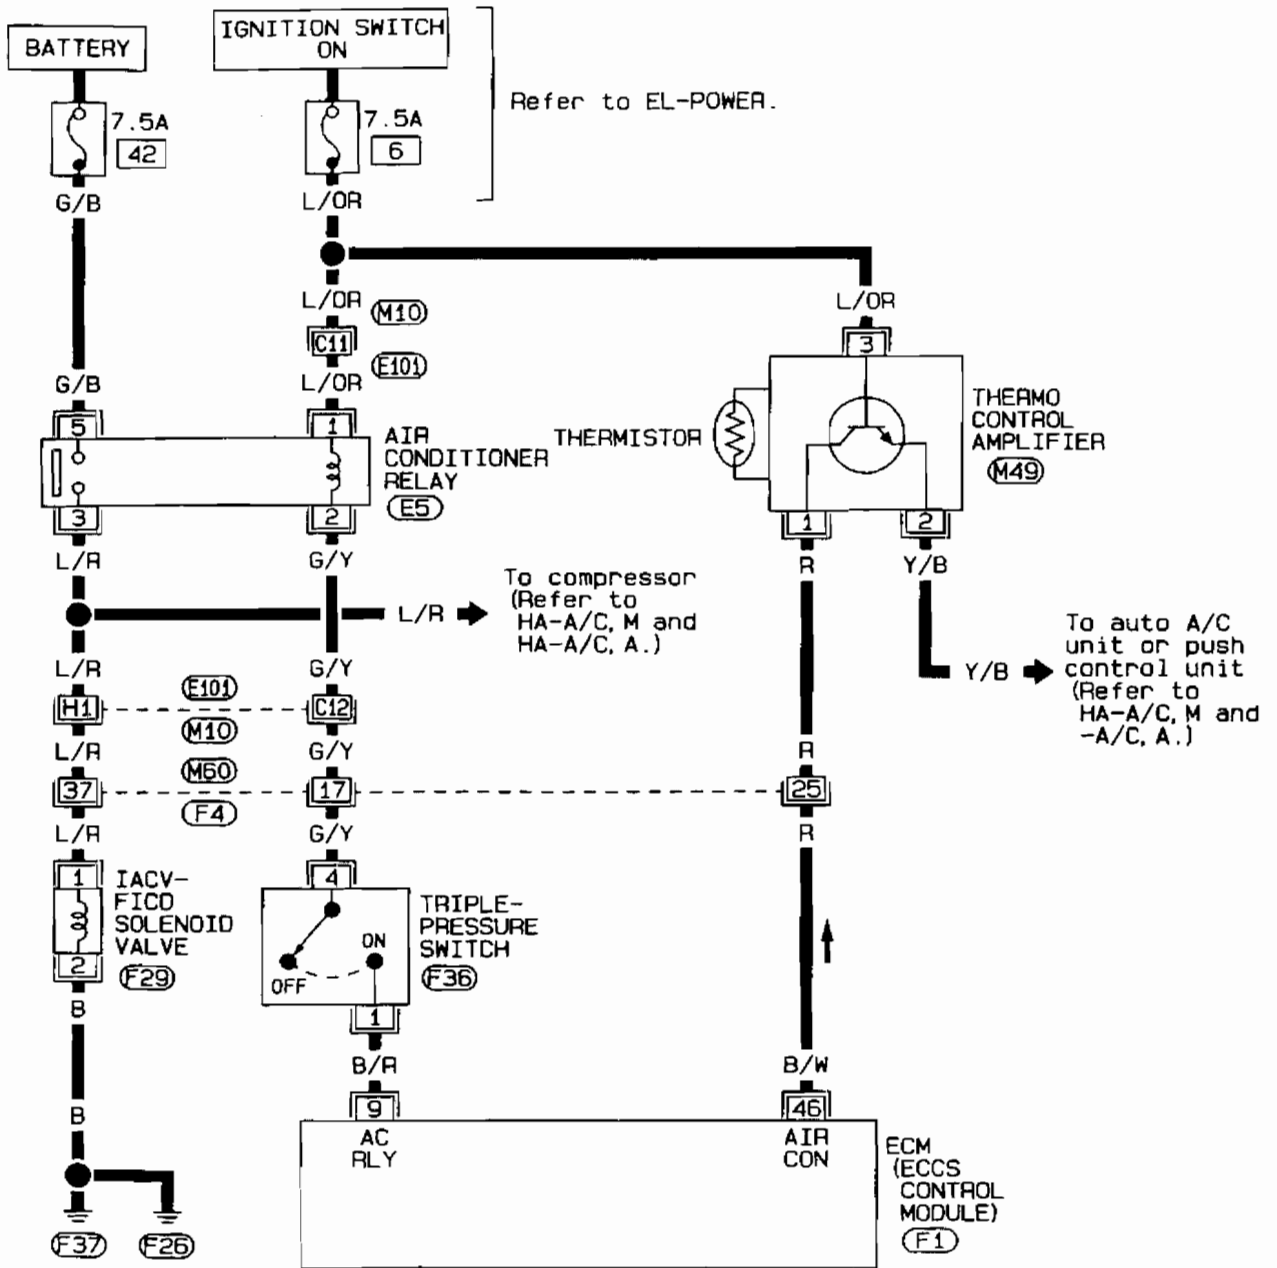 BATTERY
IGNITION SWITCH
ON
Refer to EL-POWER.
7.5A
42
7.5A
6
G/B
L/OR
L/OR
M10
L/OR
C11
3
E101
G/B
L/OR
5
1
AIR
CONDITIONER
RELAY
E5
THERMISTOR
THERMO
CONTROL
AMPLIFIER
M49
3
2
1
2
L/R
G/Y
R
Y/B
L/R
To compressor
(Refer to
HA-A/C, M and
HA-A/C, A.)
L/R
G/Y
Y/B
To auto A/C
unit or push
control unit
(Refer to
HA-A/C, M and
-A/C, A.)
E101
H1
C12
M10
L/R
G/Y
R
M60
37
17
25
F4
L/R
G/Y
R
1
IACV-
FICD
SOLENOID
VALVE
F29
2
4
TRIPLE-
PRESSURE
SWITCH
F36
ON
OFF
1
B
B/R
B/W
B
9
46
AC
RLY
AIR
CON
ECM
(ECCS
CONTROL
MODULE)
F1
F37
F26